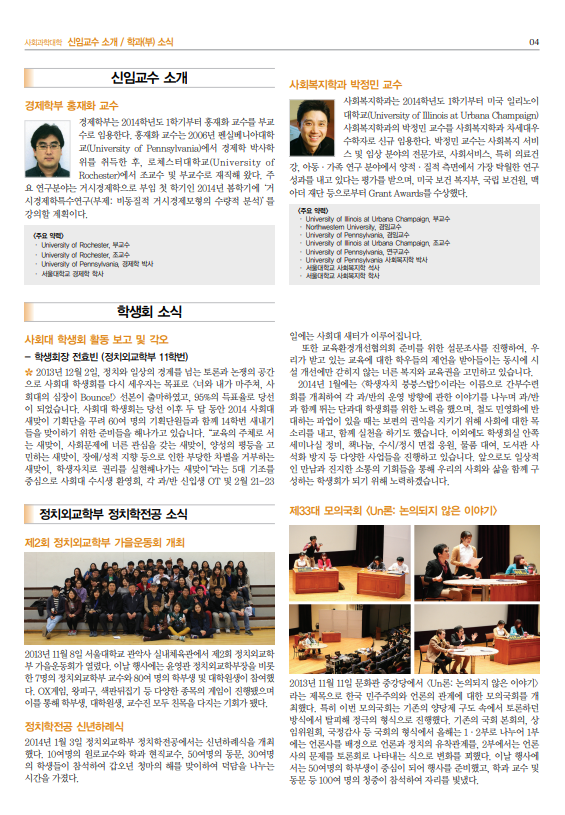 사회과학대학 신임교수 소개 / 학과(부) 소식
04
신임교수 소개
경제학부 홍재화 교수
경제학부는 2014년도 1학기부터 홍재화 교수를 부교
수로 임용한다. 홍재화 교수는 2006년 펜실베니아대학
교(University of Pennsylvania)에서 경제학 박사학
위를 취득한 후, 로체스터대학교(University of
Rochester)에서 조교수 및 부교수로 재직해 왔다. 주
요 연구분야는 거시경제학으로 부임 첫 학기인 2014년 봄학기에 '거
시경제학특수연구(부제: 비동질적 거시경제모형의 수량적 분석)'를
강의할 계획이다.
〈주요 약력〉
· University of Rochester, 부교수
· University of Rochester, 조교수
· University of Pennsylvania, 경제학 박사
· 서울대학교 경제학 학사
사회복지학과 박정민 교수
사회복지학과는 2014년도 1학기부터 미국 일리노이
대학교(University of Illinois at Urbana Champaign)
사회복지학과의 박정민 교수를 사회복지학과 차세대우
수학자로 신규 임용한다. 박정민 교수는 사회복지 서비
스 및 임상 분야의 전문가로, 사회서비스, 특히 의료건
강, 아동·가족 연구 분야에서 양적·질적 측면에서 가장 탁월한 연구
성과를 내고 있다는 평가를 받으며, 미국 보건 복지부, 국립 보건원, 맥
아더 재단 등으로부터 Grant Awards를 수상했다.
〈주요 약력〉
· University of Illinois at Urbana Champaign, 부교수
· Northwestern University, 겸임교수
· University of Pennsylvania, 겸임교수
· University of Illinois at Urbana Champaign, 조교수
· University of Pennsylvania, 연구교수
· University of Pennsylvania 사회복지학 박사
· 서울대학교 사회복지학 석사
· 서울대학교 사회복지학 학사
학생회 소식
사회대 학생회 활동 보고 및 각오
- 학생회장 전효빈 (정치외교학부 11학번)
☆ 2013년 12월 2일, 정치와 일상의 경계를 넘는 토론과 논쟁의 공간
으로 사회대 학생회를 다시 세우자는 목표로 〈너와 내가 마주쳐, 사
회대의 심장이 Bounce!〉 선본이 출마하였고, 95%의 득표율로 당선
이 되었습니다. 사회대 학생회는 당선 이후 두 달 동안 2014 사회대
새맞이 기획단을 꾸려 60여 명의 기획단원들과 함께 14학번 새내기
들을 맞이하기 위한 준비들을 해나가고 있습니다. "교육의 주체로 서
는 새맞이, 사회문제에 너른 관심을 갖는 새맞이, 양성의 평등을 고
민하는 새맞이, 장애/성적 지향 등으로 인한 부당한 차별을 거부하는
새맞이, 학생자치로 권리를 실현해나가는 새맞이"라는 5대 기조를
중심으로 사회대 수시생 환영회, 각 과/반 신입생 OT 및 2월 21-23
일에는 사회대 새터가 이루어집니다.
또한 교육환경개선협의회 준비를 위한 설문조사를 진행하여, 우
리가 받고 있는 교육에 대한 학우들의 제언을 받아들이는 동시에 시
설 개선에만 갇히지 않는 너른 복지와 교육권을 고민하고 있습니다.
2014년 1월에는 〈학생자치 붕붕스탑〉이라는 이름으로 간부수련
회를 개최하여 각 과/반의 운영 방향에 관한 이야기를 나누며 과/반
과 함께 뛰는 단과대 학생회를 위한 노력을 했으며, 철도 민영화에 반
대하는 파업이 있을 때는 보편의 권익을 지키기 위해 사회에 대한 목
소리를 내고, 함께 실천을 하기도 했습니다. 이외에도 학생회실 안쪽
세미나실 정비, 책나눔, 수시/정시 면접 응원, 물품 대여, 도서관 사
석화 방지 등 다양한 사업들을 진행하고 있습니다. 앞으로도 일상적
인 만남과 진지한 소통의 기회들을 통해 우리의 사회와 삶을 함께 구
성하는 학생회가 되기 위해 노력하겠습니다.
정치외교학부 정치학전공 소식
제2회 정치외교학부 가을운동회 개최
2013년 11월 8일 서울대학교 관악사 실내체육관에서 제2회 정치외교학
부 가을운동회가 열렸다. 이날 행사에는 윤영관 정치외교학부장을 비롯
한 7명의 정치외교학부 교수와 80여 명의 학부생 및 대학원생이 참여했
다. OX게임, 왕피구, 색판뒤집기 등 다양한 종목의 게임이 진행됐으며
이를 통해 학부생, 대학원생, 교수진 모두 친목을 다지는 기회가 됐다.
정치학전공 신년하례식
2014년 1월 3일 정치외교학부 정치학전공에서는 신년하례식을 개최
했다. 10여명의 원로교수와 학과 현직교수, 50여명의 동문, 30여명
의 학생들이 참석하여 갑오년 청마의 해를 맞이하여 덕담을 나누는
시간을 가졌다.
제33대 모의국회 〈Un론: 논의되지 않은 이야기〉
2013년 11월 11일 문화관 중강당에서 〈Un론: 논의되지 않은 이야기〉
라는 제목으로 한국 민주주의와 언론의 관계에 대한 모의국회를 개
최했다. 특히 이번 모의국회는 기존의 양당제 구도 속에서 토론하던
방식에서 탈피해 정극의 형식으로 진행했다. 기존의 국회 본회의, 상
임위원회, 국정감사 등 국회의 형식에서 올해는 1·2부로 나누어 1부
에는 언론사를 배경으로 언론과 정치의 유착관계를, 2부에서는 언론
사의 문제를 토론회로 나타내는 식으로 변화를 꾀했다. 이날 행사에
서는 50여명의 학부생이 중심이 되어 행사를 준비했고, 학과 교수 및
동문 등 100여 명의 청중이 참석하여 자리를 빛냈다.